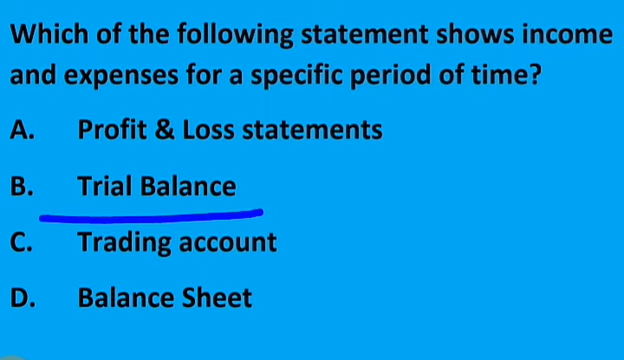 Which of the following statement shows income
and expenses for a specific period of time?
A. Profit & Loss statements
B. Trial Balance
C. Trading account
D. Balance Sheet